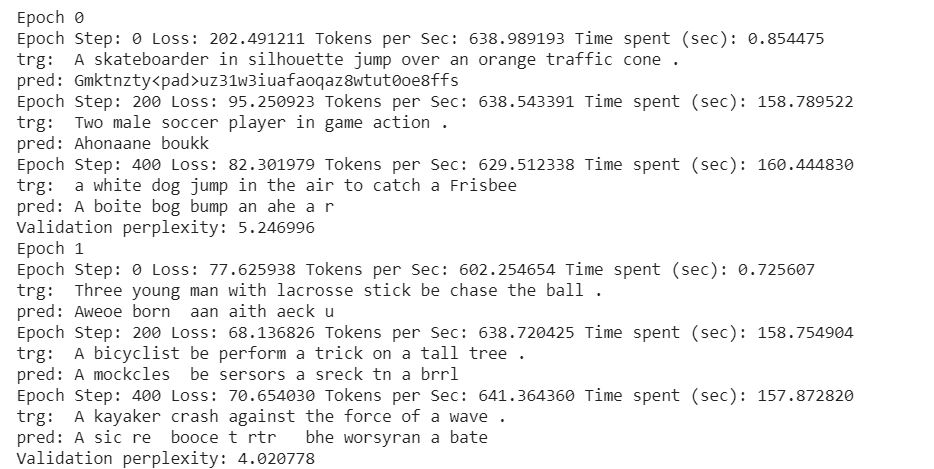 Epoch 0
Epoch Step: 0 Loss: 202.491211 Tokens per Sec: 638.989193 Time spent (sec): 0.854475
trg:  A skateboarder in silhouette jump over an orange traffic cone .
pred: Gmktnzty<pad>uz31w3iuafaoqaz8wtut0oe8ffs
Epoch Step: 200 Loss: 95.250923 Tokens per Sec: 638.543391 Time spent (sec): 158.789522
trg:  Two male soccer player in game action .
pred: Ahonaane boukk
Epoch Step: 400 Loss: 82.301979 Tokens per Sec: 629.512338 Time spent (sec): 160.444830
trg:  a white dog jump in the air to catch a Frisbee
pred: A boite bog bump an ahe a r
Validation perplexity: 5.246996
Epoch 1
Epoch Step: 0 Loss: 77.625938 Tokens per Sec: 602.254654 Time spent (sec): 0.725607
trg:  Three young man with lacrosse stick be chase the ball .
pred: Aweoe born  aan aith aeck u
Epoch Step: 200 Loss: 68.136826 Tokens per Sec: 638.720425 Time spent (sec): 158.754904
trg:  A bicyclist be perform a trick on a tall tree .
pred: A mockcles  be sersors a sreck tn a brrl
Epoch Step: 400 Loss: 70.654030 Tokens per Sec: 641.364360 Time spent (sec): 157.872820
trg:  A kayaker crash against the force of a wave .
pred: A sic re  booce t rtr   bhe worsyran a bate
Validation perplexity: 4.020778